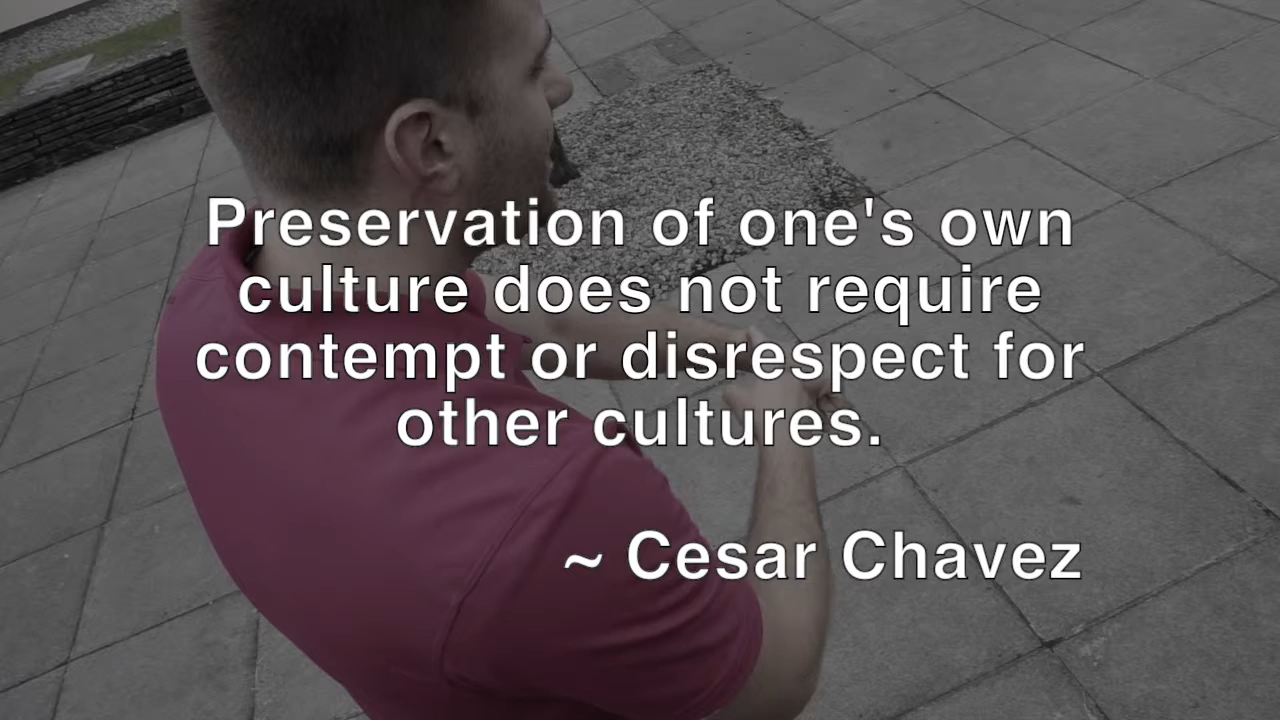 Preservation of one's own
culture does not require
contempt or disrespect for
other cultures.
~ Cesar Chavez